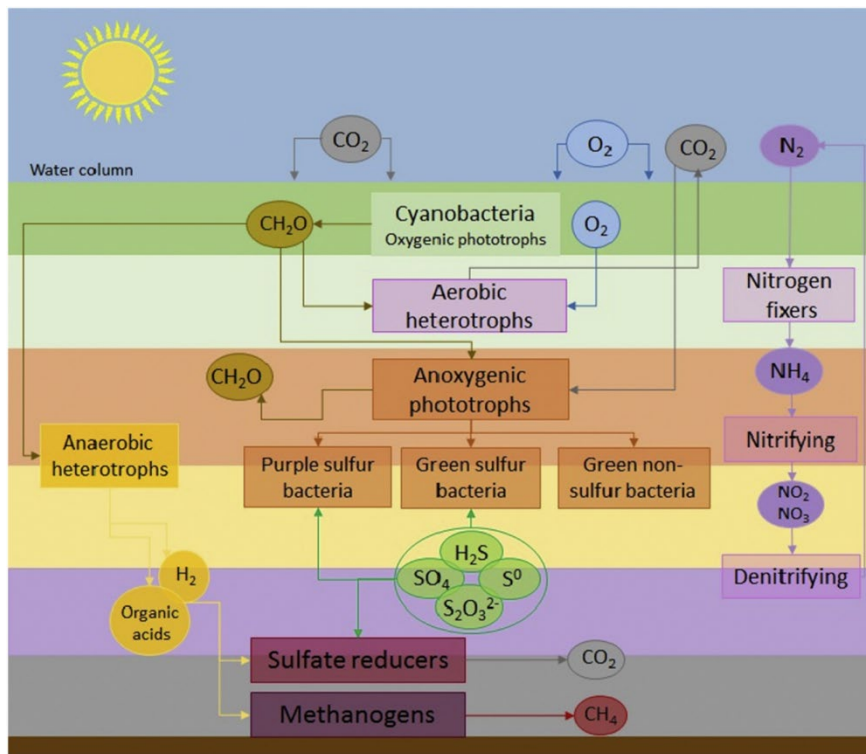 CO₂
O₂
CO₂
N₂
Water column
CH₂O
Cyanobacteria
Oxygenic phototrophs
O₂
Aerobic
heterotrophs
Nitrogen
fixers
CH₂O
Anoxygenic
phototrophs
NH₄
Anaerobic
heterotrophs
Purple sulfur
bacteria
Green sulfur
bacteria
Green non-
sulfur bacteria
Nitrifying
NO₂
NO₃
H₂S
SO₄
S⁰
S₂O₃²⁻
H₂
Organic
acids
Denitrifying
Sulfate reducers
CO₂
Methanogens
CH₄